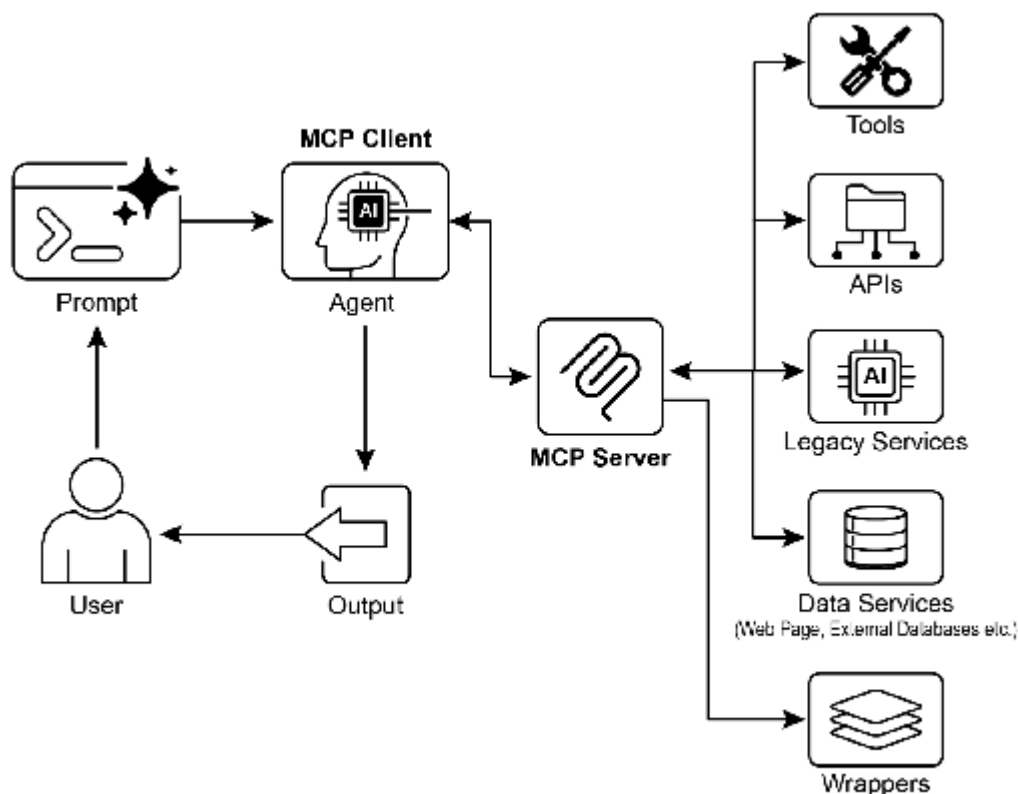 Tools
MCP Client
AI
Prompt
Agent
APIs
MCP Server
AI
Legacy Services
User
Output
Data Services
(Web Page, External Databases etc.)
Wrappers